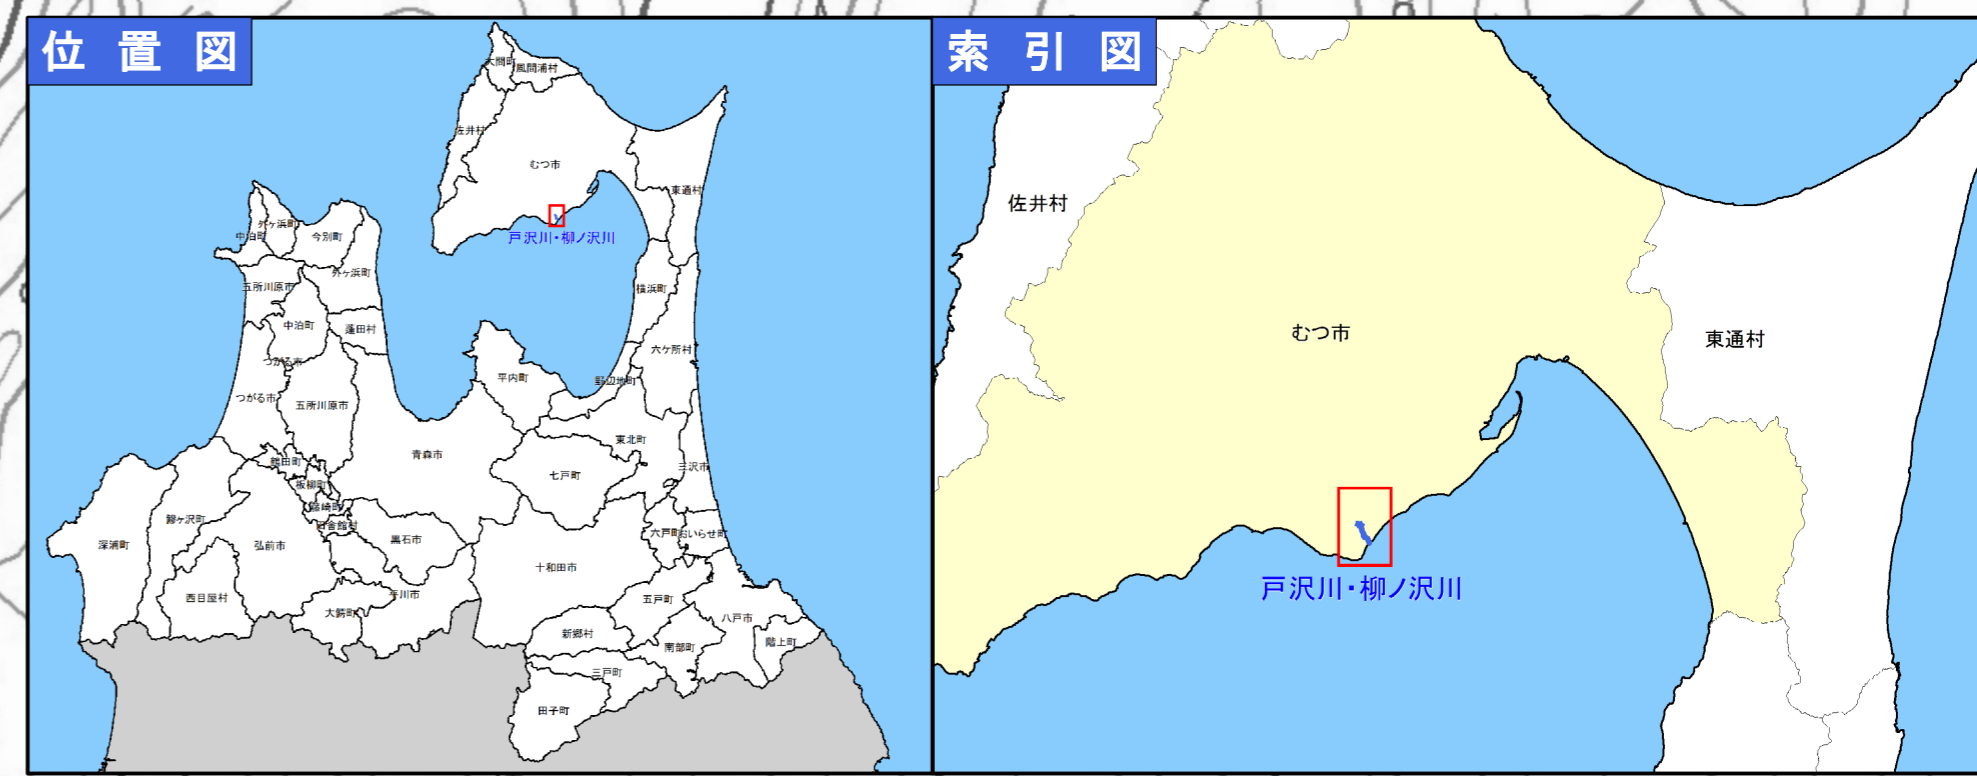 位置図
大間町
風間浦村
佐井村
むつ市
東通村
戸沢川・柳ノ沢川
外ヶ浜町
中泊町
今別町
外ヶ浜町
五所川原市
横浜町
中泊町
蓬田村
六ケ所村
つがる市
平内町
野辺地町
つがる市
五所川原市
東北町
青森市
鶴田町
三沢市
七戸町
板柳町
藤崎町
鰺ヶ沢町
田舎館村
六戸町
おいらせ町
深浦町
弘前市
黒石市
十和田市
西目屋村
平川市
五戸町
大鰐町
八戸市
新郷村
階上町
南部町
三戸町
田子町
索引図
佐井村
むつ市
東通村
戸沢川・柳ノ沢川